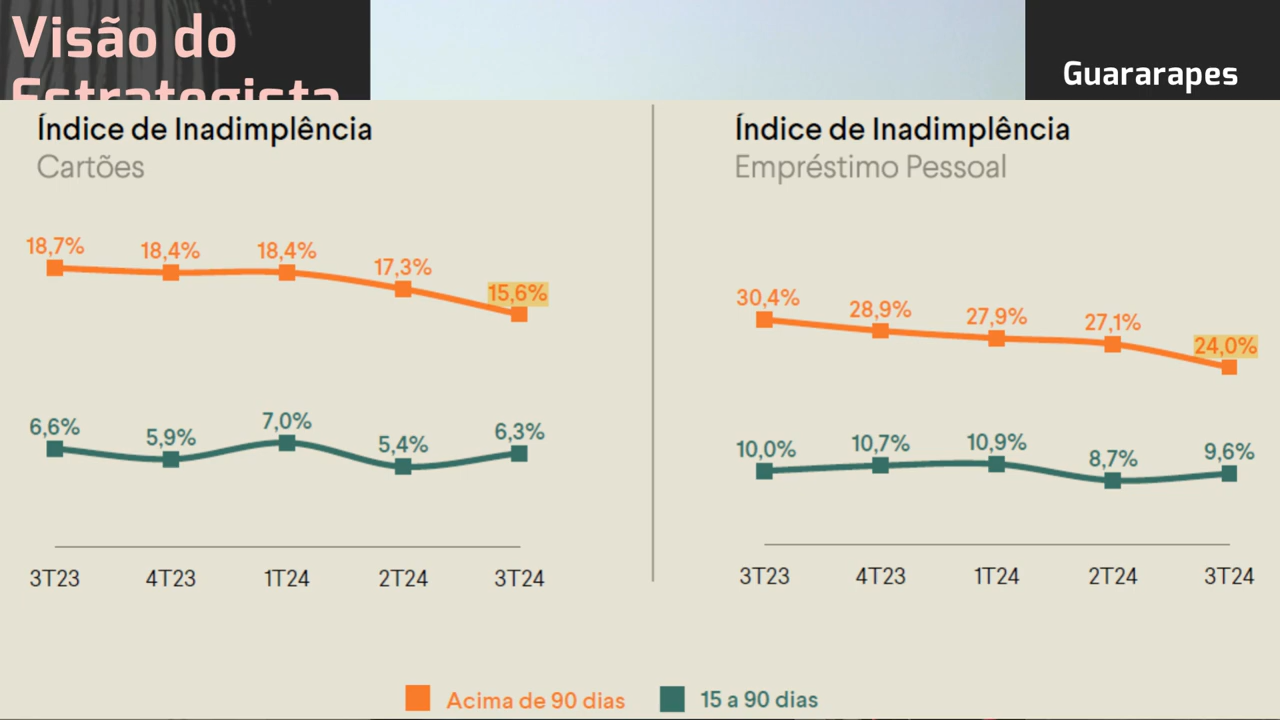 Visão do
Estrategista
Guararapes
Índice de Inadimplência
Cartões
18,7%
18,4%
18,4%
17,3%
15,6%
6,6%
5,9%
7,0%
5,4%
6,3%
3T23
4T23
1T24
2T24
3T24
Índice de Inadimplência
Empréstimo Pessoal
30,4%
28,9%
27,9%
27,1%
24,0%
10,0%
10,7%
10,9%
8,7%
9,6%
3T23
4T23
1T24
2T24
3T24
Acima de 90 dias
15 a 90 dias